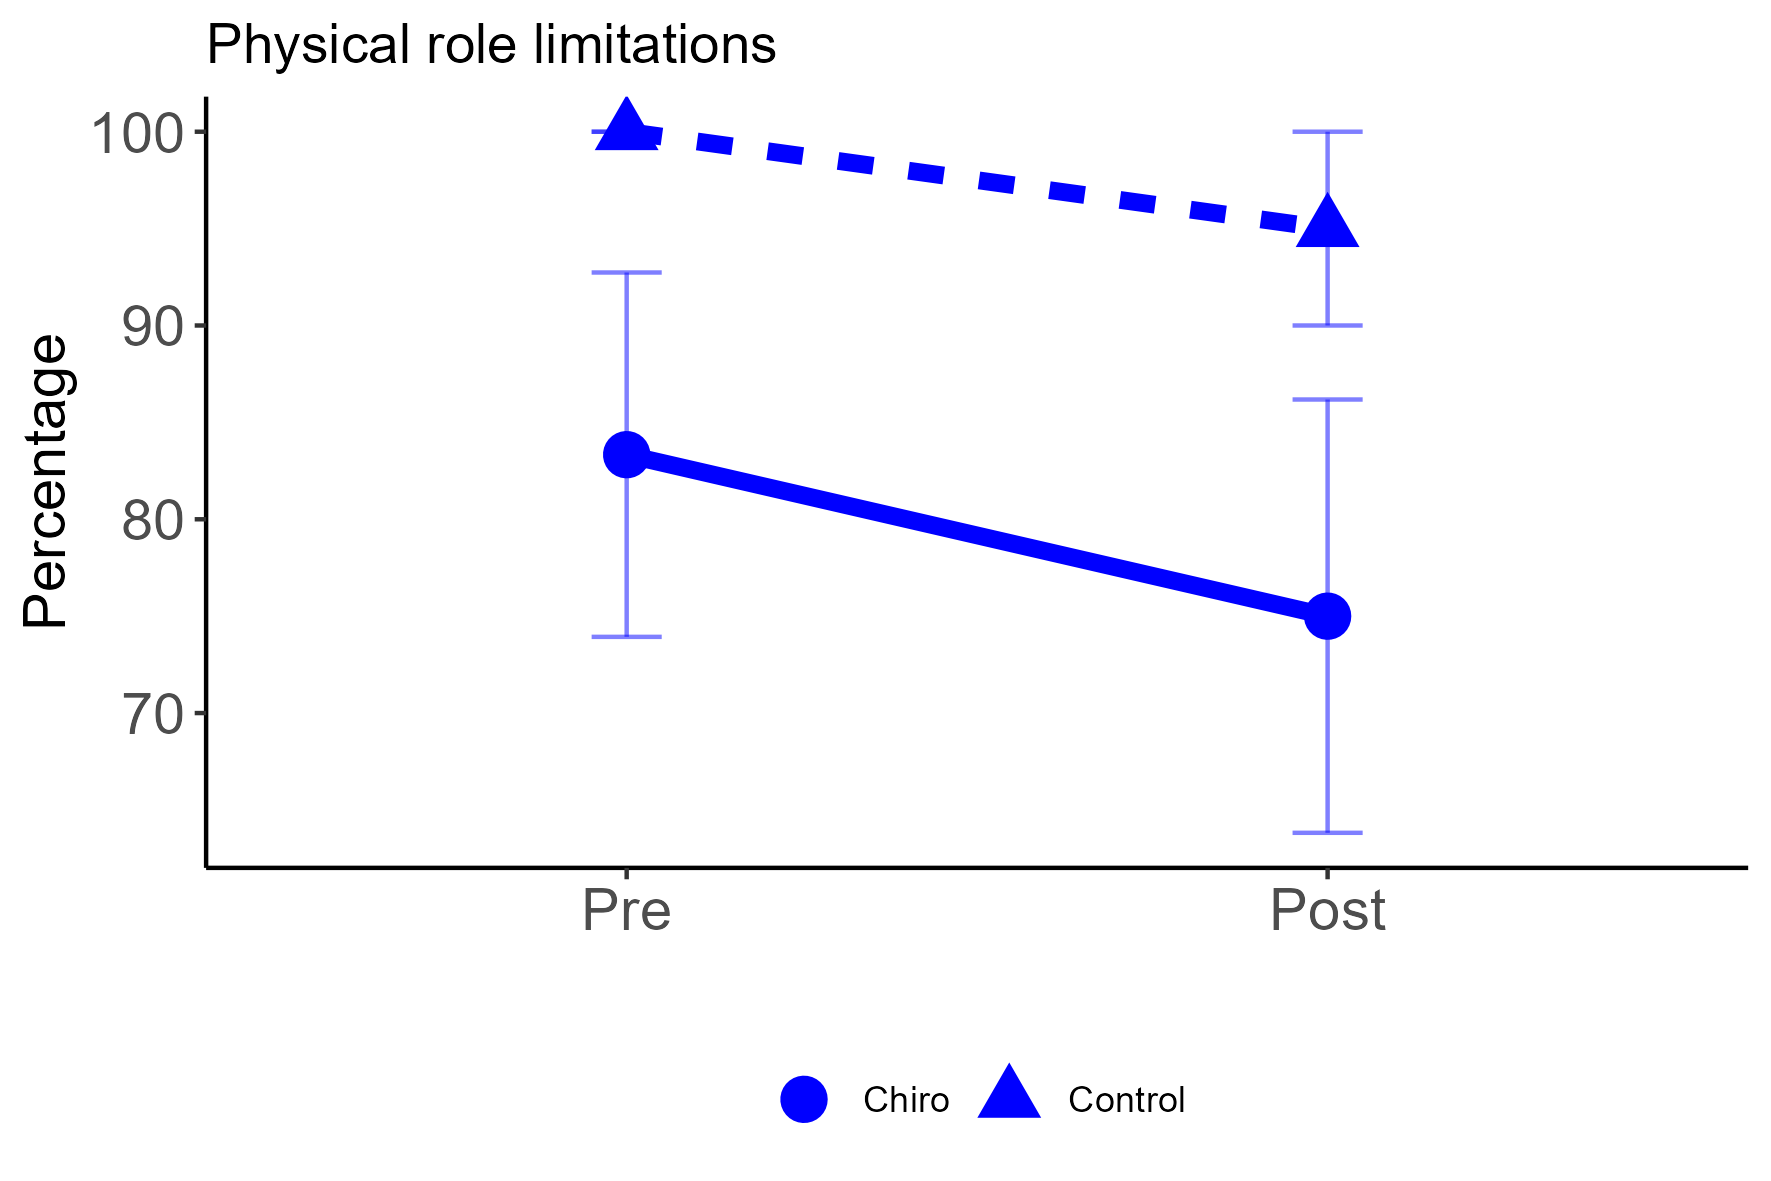 Physical role limitations
100
90
80
70
Percentage
Pre Post
Chiro Control